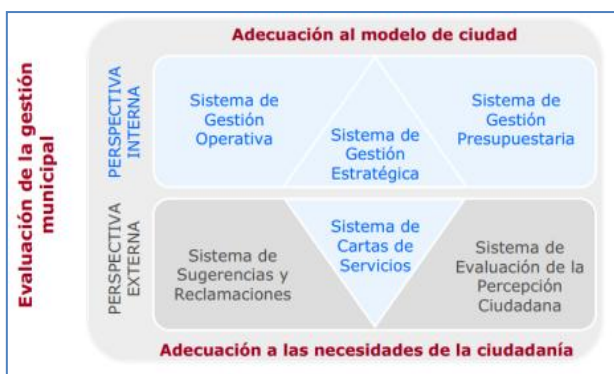 Evaluación de la gestión
municipal
Adecuación al modelo de ciudad
PERSPECTIVA
INTERNA
Sistema de
Gestión
Operativa
Sistema de
Gestión
Estratégica
Sistema de
Gestión
Presupuestaria
PERSPECTIVA
EXTERNA
Sistema de
Sugerencias y
Reclamaciones
Sistema de
Cartas de
Servicios
Sistema de
Evaluación de la
Percepción
Ciudadana
Adecuación a las necesidades de la ciudadanía